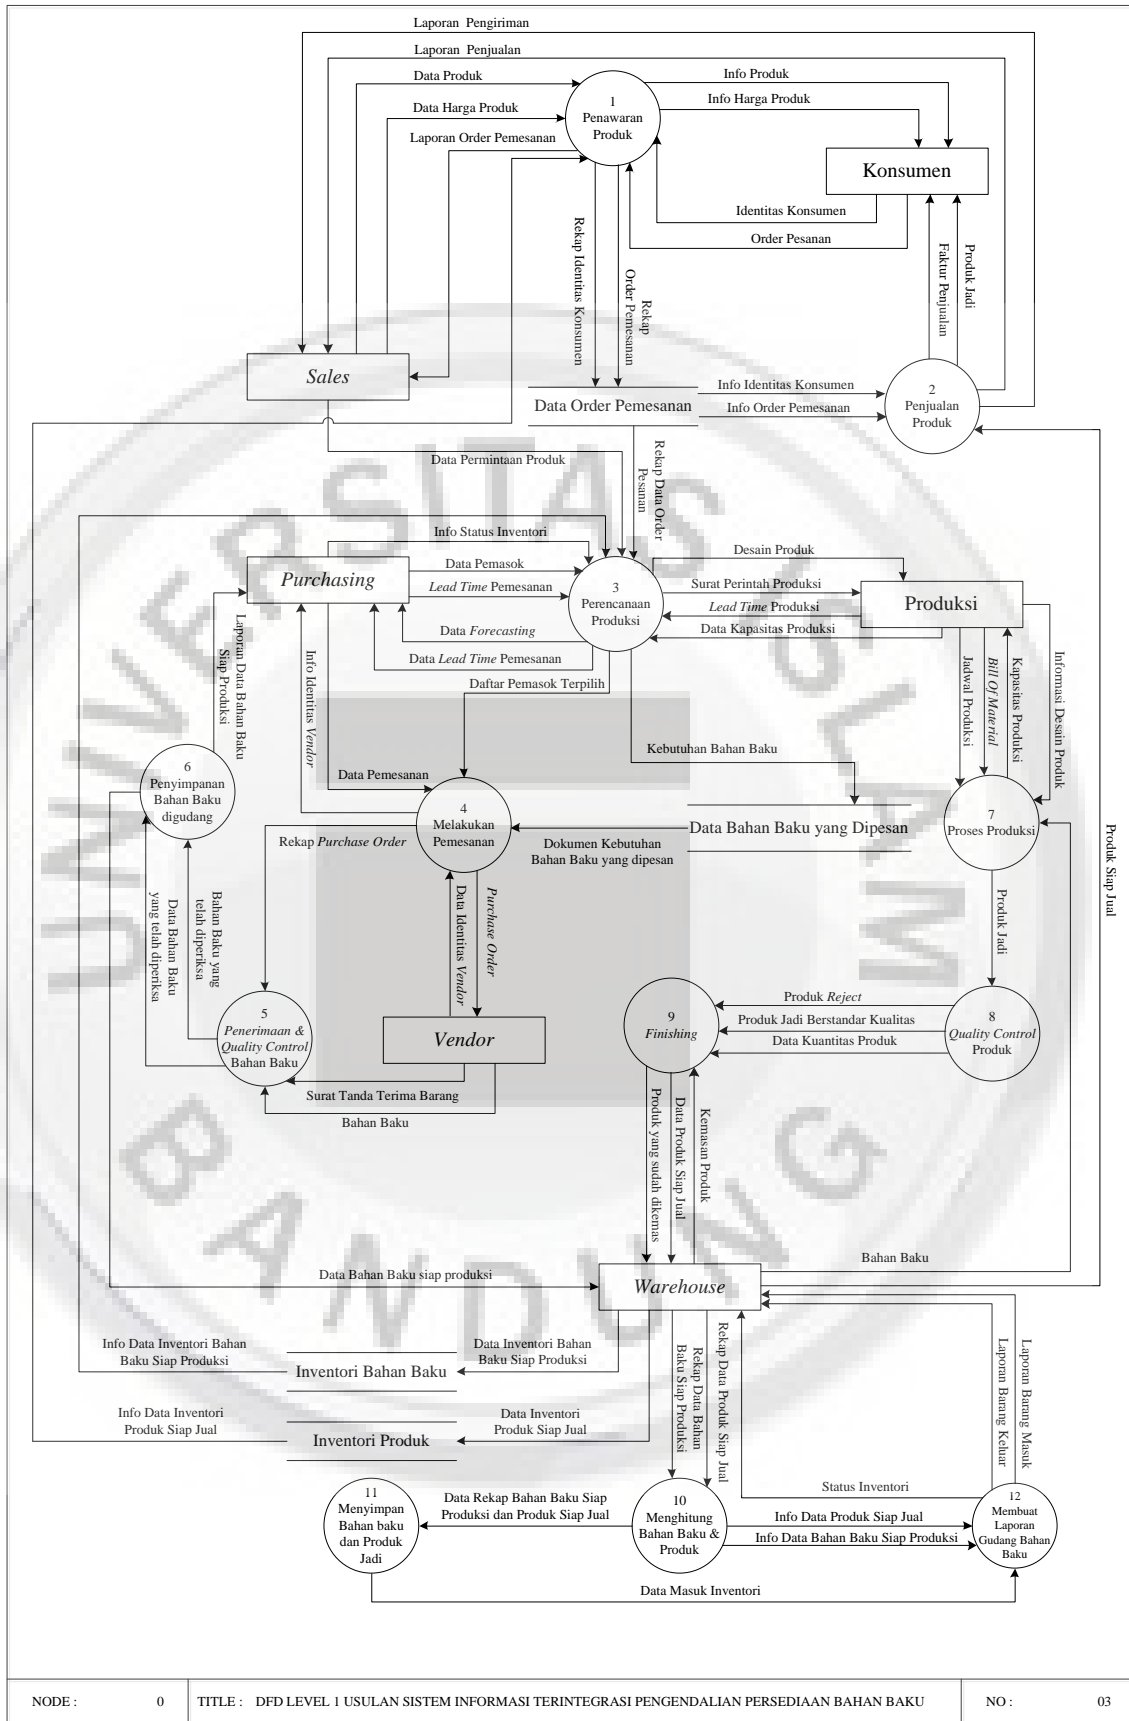 Laporan Pengiriman
Laporan Penjualan
Data Produk
Info Produk
Data Harga Produk
Info Harga Produk
1
Penawaran
Produk
Laporan Order Pemesanan
Konsumen
Identitas Konsumen
Order Pesanan
Rekap Identitas Konsumen
Rekap
Order Pemesanan
Faktur Penjualan
Produk Jadi
Sales
Data Order Pemesanan
Info Identitas Konsumen
Info Order Pemesanan
2
Penjualan
Produk
Data Permintaan Produk
Rekap Data Order
Pesanan
Info Status Inventori
Purchasing
Data Pemasok
Lead Time Pemesanan
Data Forecasting
Data Lead Time Pemesanan
3
Perencanaan
Produksi
Desain Produk
Surat Perintah Produksi
Lead Time Produksi
Data Kapasitas Produksi
Produksi
Laporan Data Bahan Baku
Siap Produksi
Info Identitas Vendor
Daftar Pemasok Terpilih
Kebutuhan Bahan Baku
Jadwal Produksi
Bill Of Material
Kapasitas Produksi
Informasi Desain Produk
6
Penyimpanan
Bahan Baku
digudang
Data Pemesanan
4
Melakukan
Pemesanan
Data Bahan Baku yang Dipesan
Dokumen Kebutuhan
Bahan Baku yang dipesan
7
Proses Produksi
Produk Siap Jual
Rekap Purchase Order
Data Bahan Baku
yang telah diperiksa
Bahan Baku yang
telah diperiksa
Data Identitas Vendor
Purchase Order
Produk Jadi
5
Penerimaan &
Quality Control
Bahan Baku
Vendor
Surat Tanda Terima Barang
Bahan Baku
9
Finishing
Produk Reject
Produk Jadi Berstandar Kualitas
Data Kuantitas Produk
8
Quality Control
Produk
Produk yang sudah dikemas
Data Produk Siap Jual
Kemasan Produk
Data Bahan Baku siap produksi
Warehouse
Bahan Baku
Info Data Inventori Bahan
Baku Siap Produksi
Inventori Bahan Baku
Data Inventori Bahan
Baku Siap Produksi
Info Data Inventori
Produk Siap Jual
Inventori Produk
Data Inventori
Produk Siap Jual
Rekap Data Bahan
Baku Siap Produksi
Rekap Data Produk Siap Jual
Laporan Barang Keluar
Laporan Barang Masuk
Status Inventori
11
Menyimpan
Bahan baku
dan Produk
Jadi
Data Rekap Bahan Baku Siap
Produksi dan Produk Siap Jual
10
Menghitung
Bahan Baku &
Produk
Info Data Produk Siap Jual
Info Data Bahan Baku Siap Produksi
12
Membuat
Laporan
Gudang Bahan
Baku
Data Masuk Inventori
UNIVERSITAS ISLAM
BANDUNG
NODE : 0 TITLE : DFD LEVEL 1 USULAN SISTEM INFORMASI TERINTEGRASI PENGENDALIAN PERSEDIAAN BAHAN BAKU NO : 03